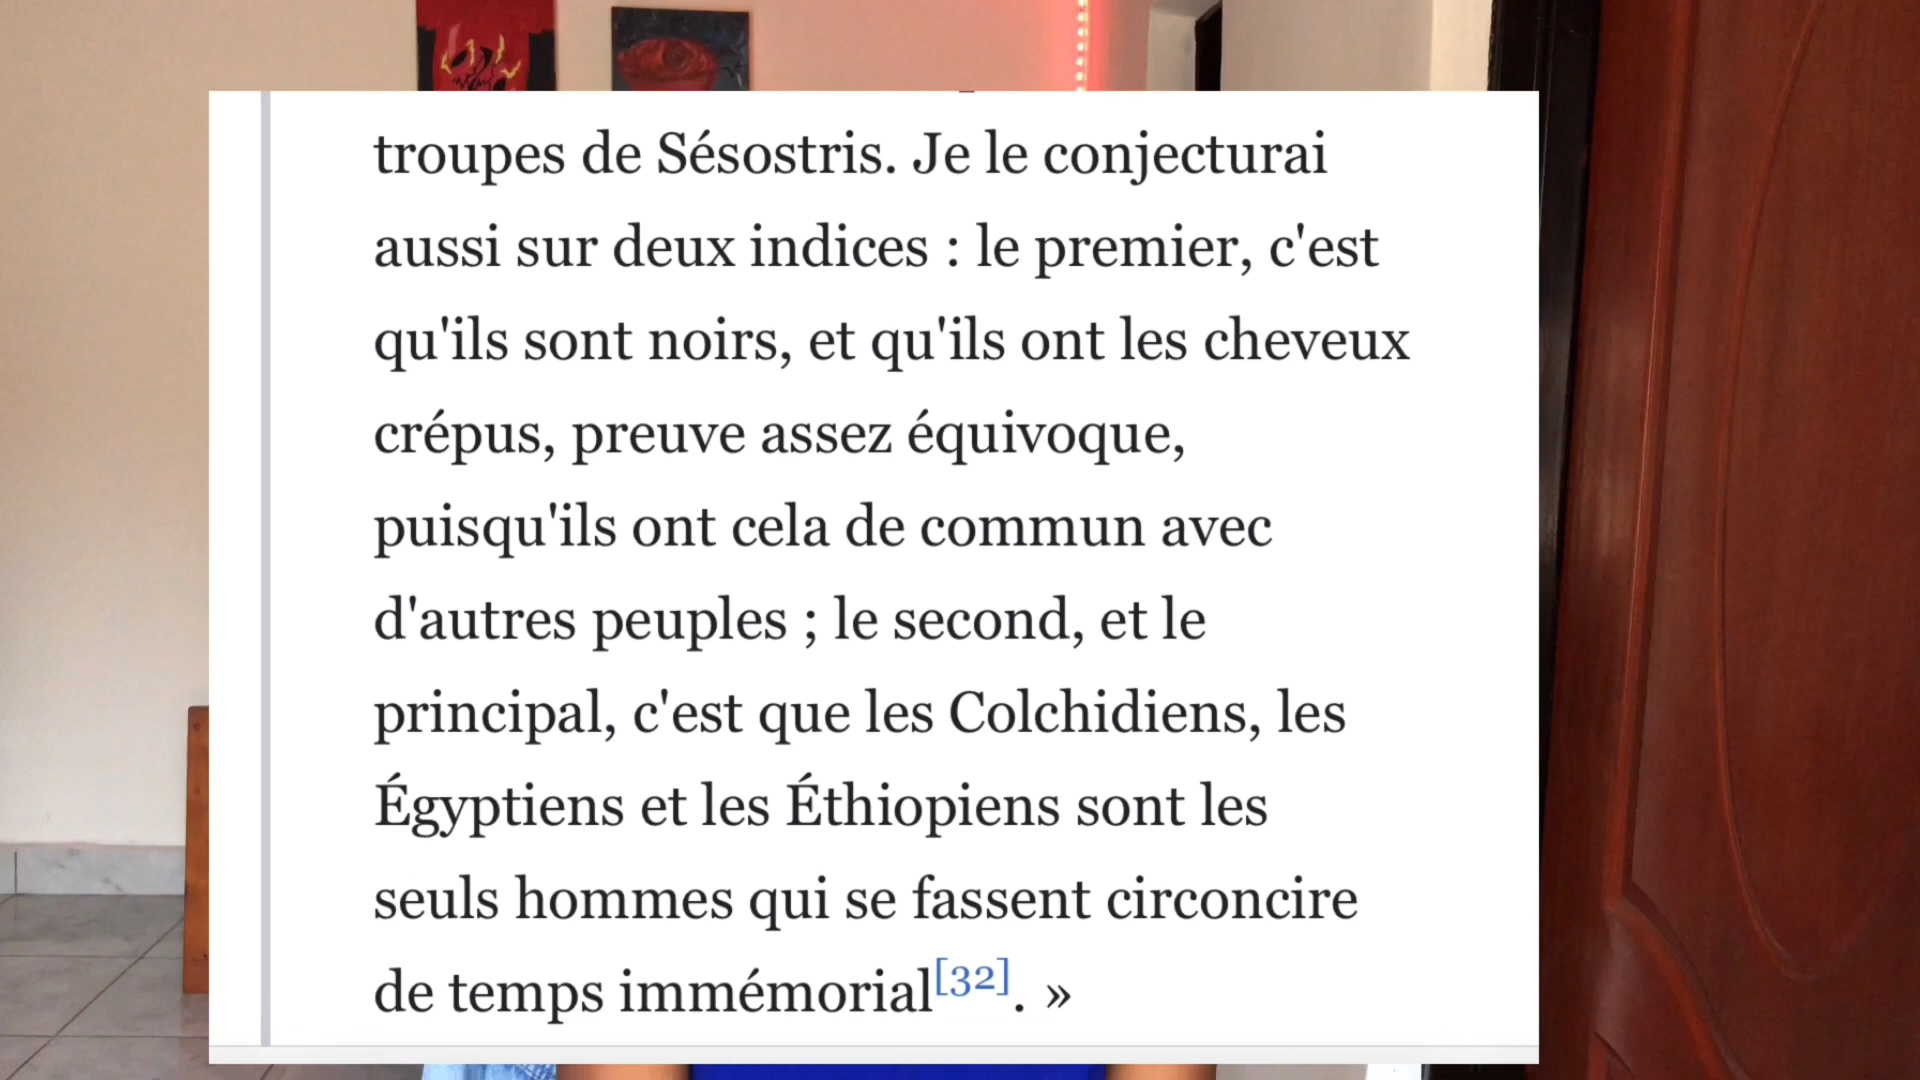 troupes de Sésostris. Je le conjecturai
aussi sur deux indices : le premier, c'est
qu'ils sont noirs, et qu'ils ont les cheveux
crépus, preuve assez équivoque,
puisqu'ils ont cela de commun avec
d'autres peuples ; le second, et le
principal, c'est que les Colchidiens, les
Égyptiens et les Éthiopiens sont les
seuls hommes qui se fassent circoncire
de temps immémorial[32]. »